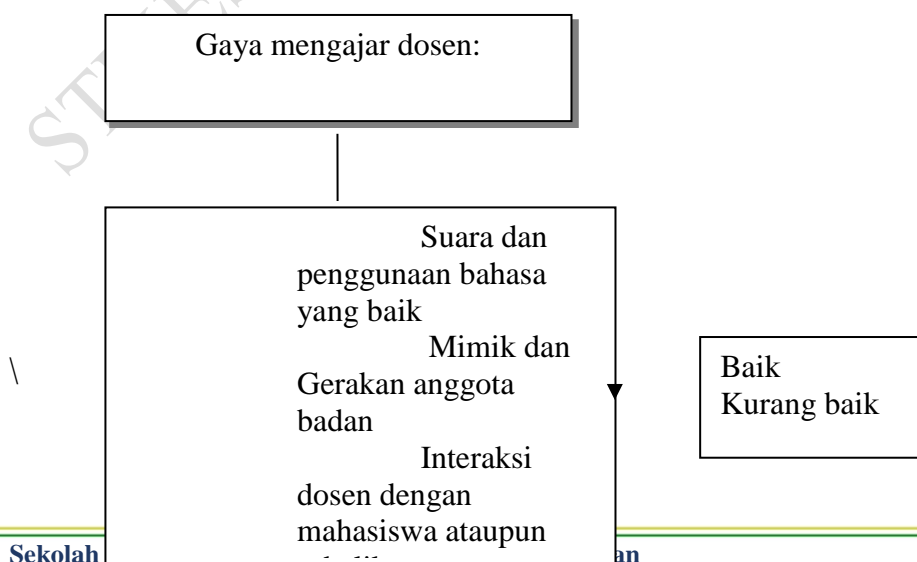 Gaya mengajar dosen:
Suara dan
penggunaan bahasa
yang baik
Mimik dan
Gerakan anggota
badan
Interaksi
dosen dengan
mahasiswa ataupun
\
Baik
Kurang baik
Sekolah
an